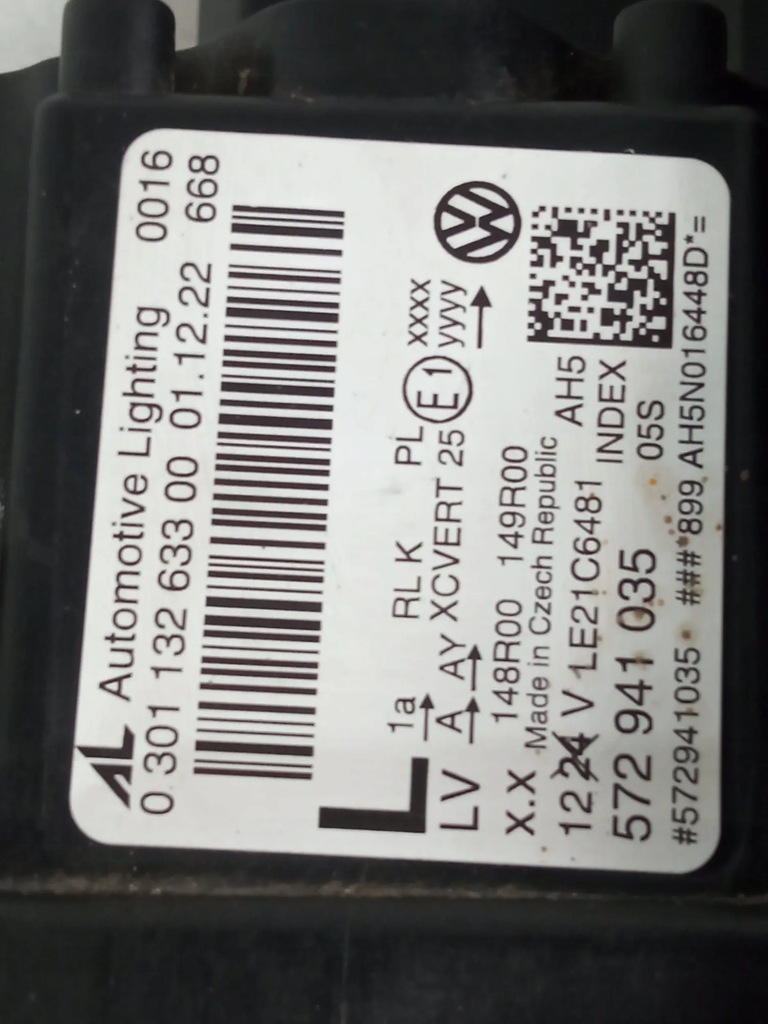 AL Automotive Lighting 0016
0 301 132 633 00 01.12.22 668
L 1a RL K PL xxxx
LV A AY XCVERT 25 E1 yyyy
X.X 148R00 149R00
Made in Czech Republic
12 24 V LE21C6481 AH5
572 941 035 INDEX 05S
#572941035 ###*899 AH5N016448D*=